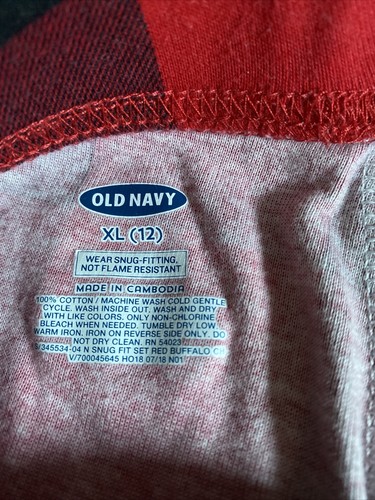 OLD NAVY
XL (12)
WEAR SNUG-FITTING,
NOT FLAME RESISTANT
MADE IN CAMBODIA
100% COTTON / MACHINE WASH COLD GENTLE
CYCLE. WASH INSIDE OUT. WASH AND DRY
WITH LIKE COLORS. ONLY NON-CHLORINE
BLEACH WHEN NEEDED. TUMBLE DRY LOW
WARM IRON. IRON ON REVERSE SIDE ONLY. DO
NOT DRY CLEAN. RN 54023
/345534-04 N SNUG FIT SET RED BUFFALO
V/700045645 HO18 07/18 N01